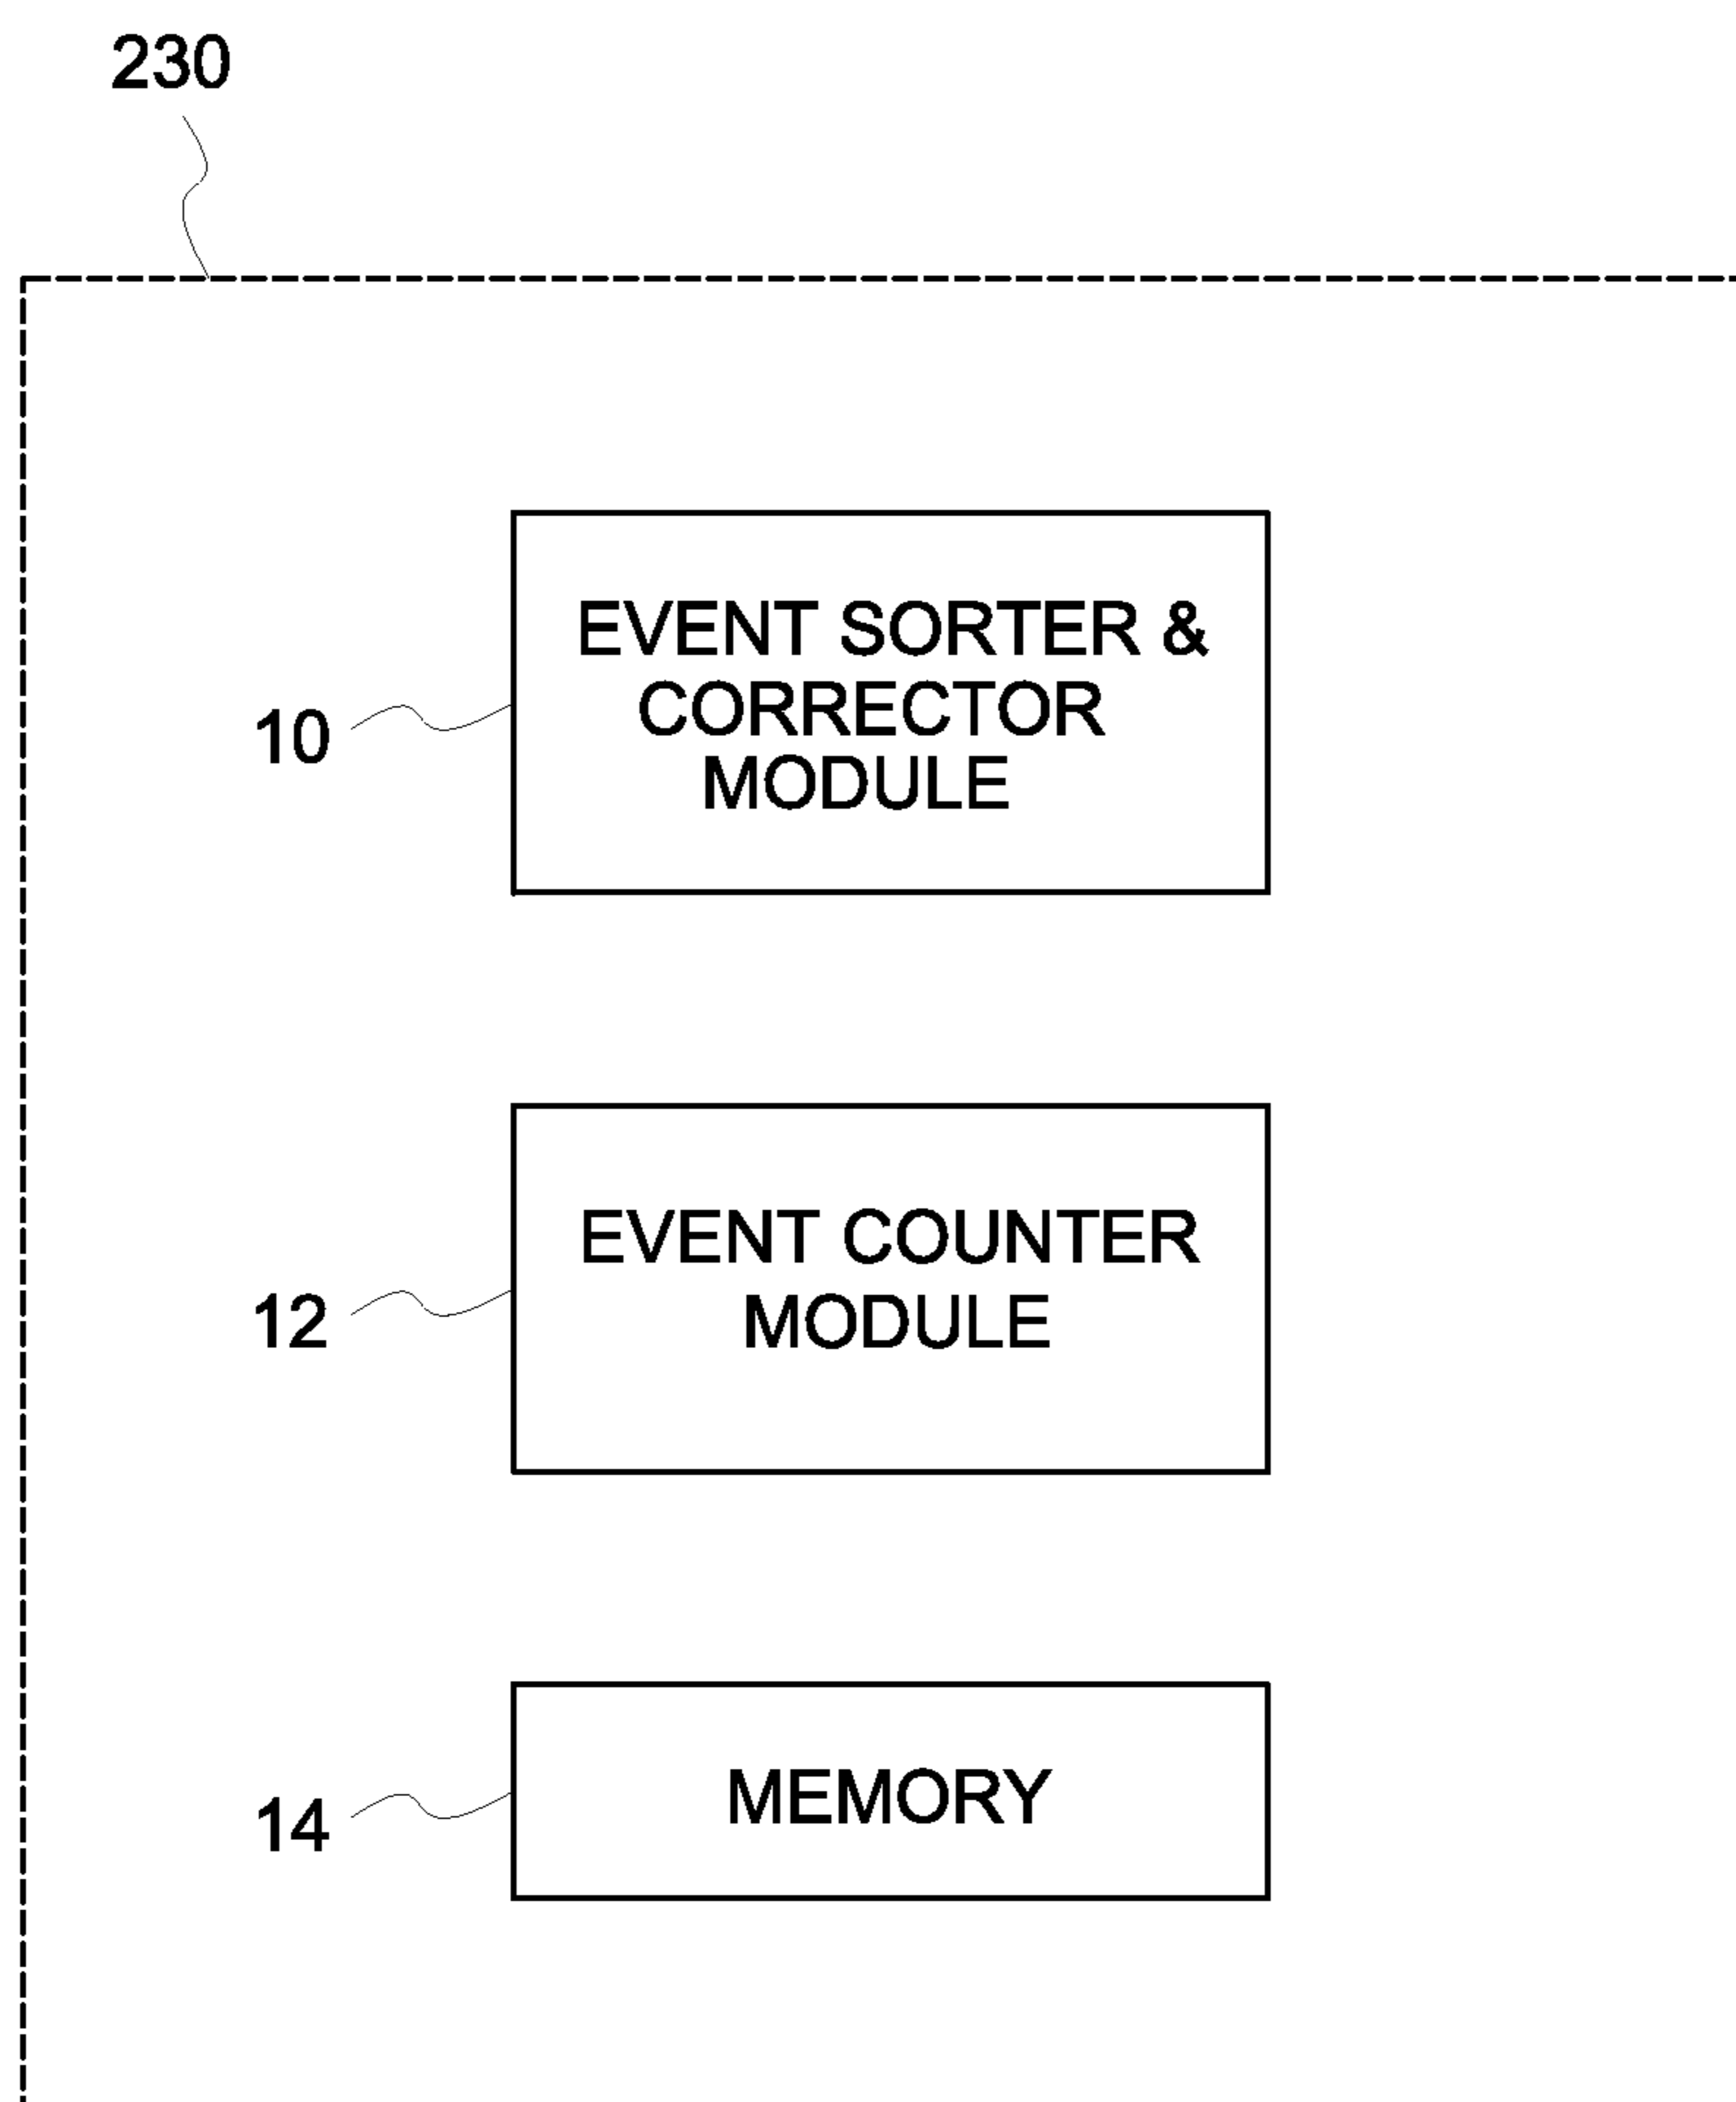 230
EVENT SORTER &
CORRECTOR
MODULE
10
EVENT COUNTER
MODULE
12
MEMORY
14